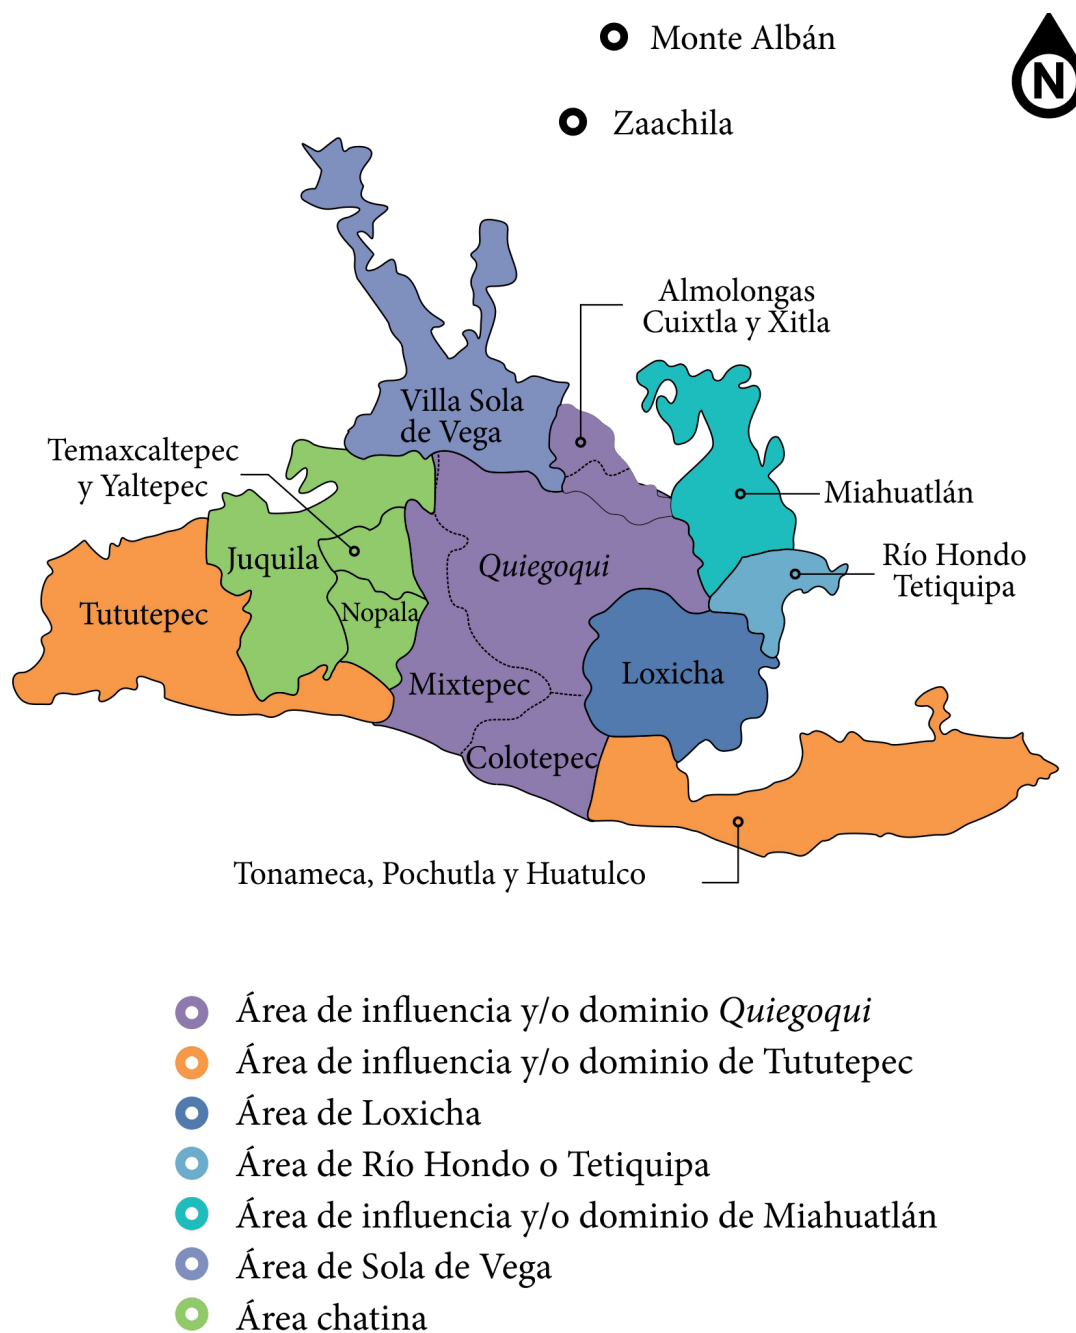 Monte Albán
N
Zaachila
Almolongas
Cuixtla y Xitla
Villa Sola
de Vega
Temaxcaltepec
y Yaltepec
Miahuatlán
Juquila
Quiegoqui
Río Hondo
Tetiquipa
Tututepec
Nopala
Loxicha
Mixtepec
Colotepec
Tonameca, Pochutla y Huatulco
Área de influencia y/o dominio Quiegoqui
Área de influencia y/o dominio de Tututepec
Área de Loxicha
Área de Río Hondo o Tetiquipa
Área de influencia y/o dominio de Miahuatlán
Área de Sola de Vega
Área chatina